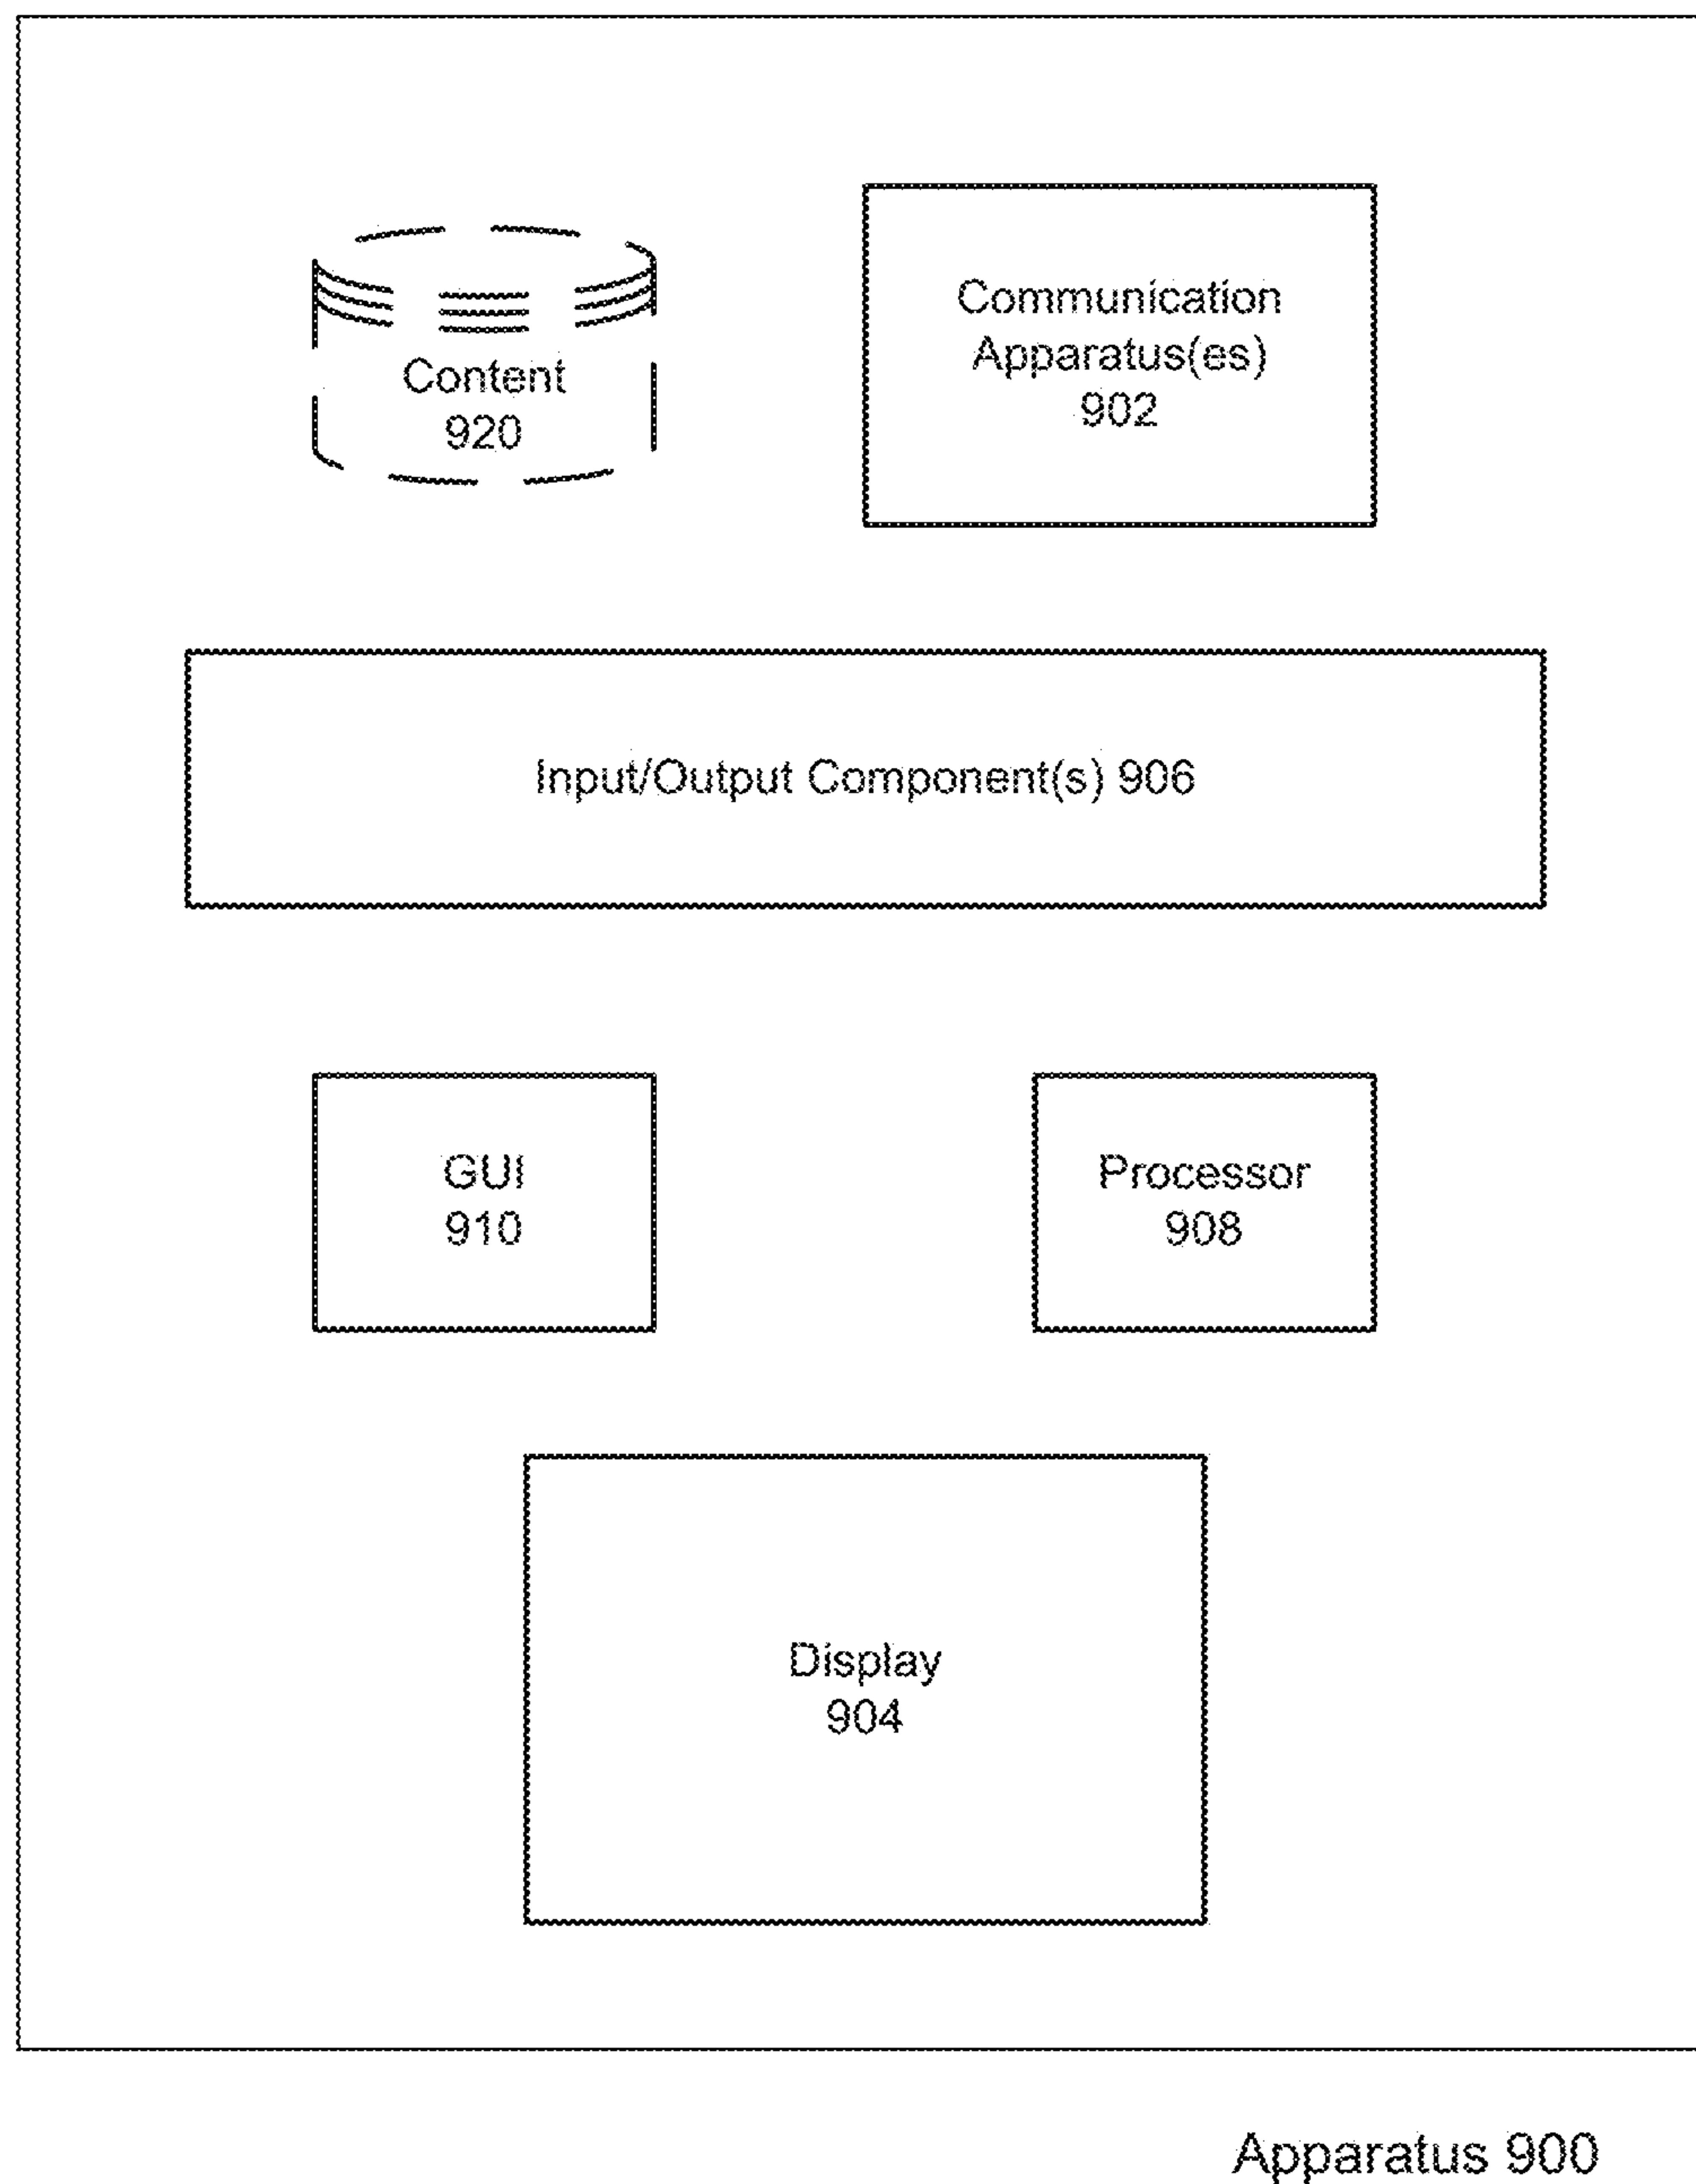 Content
920
Communication
Apparatus(es)
902
Input/Output Component(s) 906
GUI
910
Processor
908
Display
904
Apparatus 900